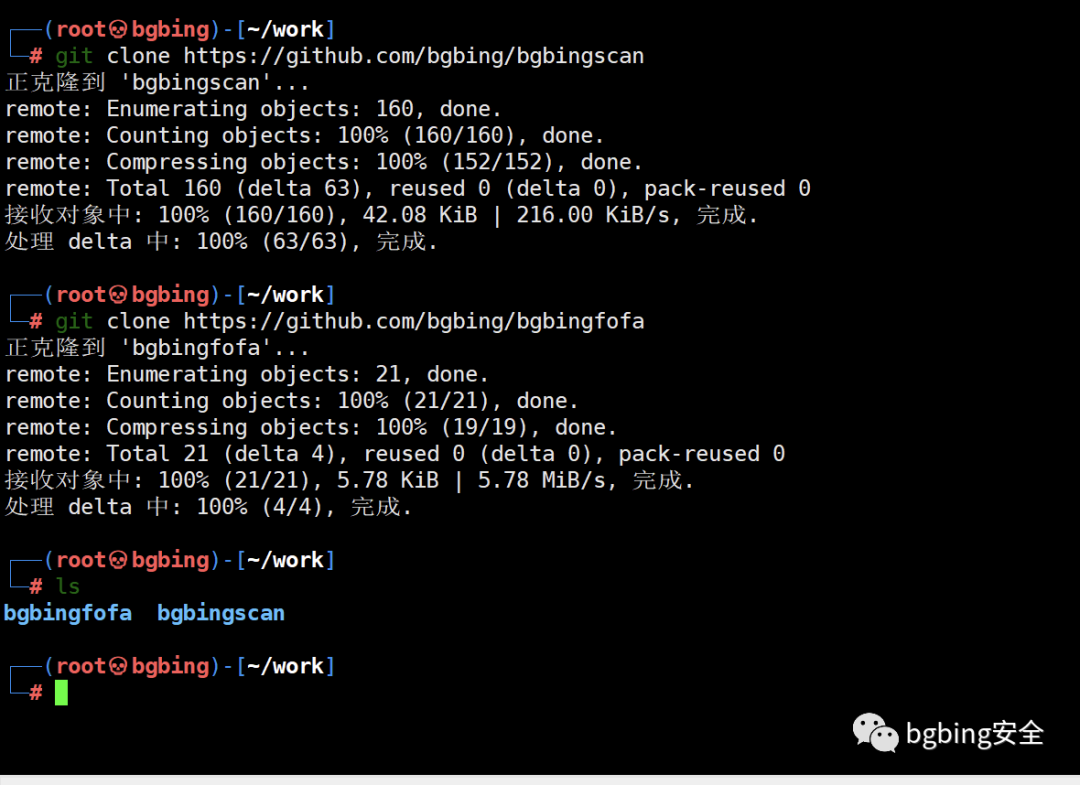 ┌──(root💀bgbing)-[~/work]
└─# git clone https://github.com/bgbing/bgbingscan
正克隆到 'bgbingscan'...
remote: Enumerating objects: 160, done.
remote: Counting objects: 100% (160/160), done.
remote: Compressing objects: 100% (152/152), done.
remote: Total 160 (delta 63), reused 0 (delta 0), pack-reused 0
接收对象中: 100% (160/160), 42.08 KiB | 216.00 KiB/s, 完成.
处理 delta 中: 100% (63/63), 完成.
┌──(root💀bgbing)-[~/work]
└─# git clone https://github.com/bgbing/bgbingfofa
正克隆到 'bgbingfofa'...
remote: Enumerating objects: 21, done.
remote: Counting objects: 100% (21/21), done.
remote: Compressing objects: 100% (19/19), done.
remote: Total 21 (delta 4), reused 0 (delta 0), pack-reused 0
接收对象中: 100% (21/21), 5.78 KiB | 5.78 MiB/s, 完成.
处理 delta 中: 100% (4/4), 完成.
┌──(root💀bgbing)-[~/work]
└─# ls
bgbingfofa  bgbingscan
┌──(root💀bgbing)-[~/work]
└─#
bgbing安全